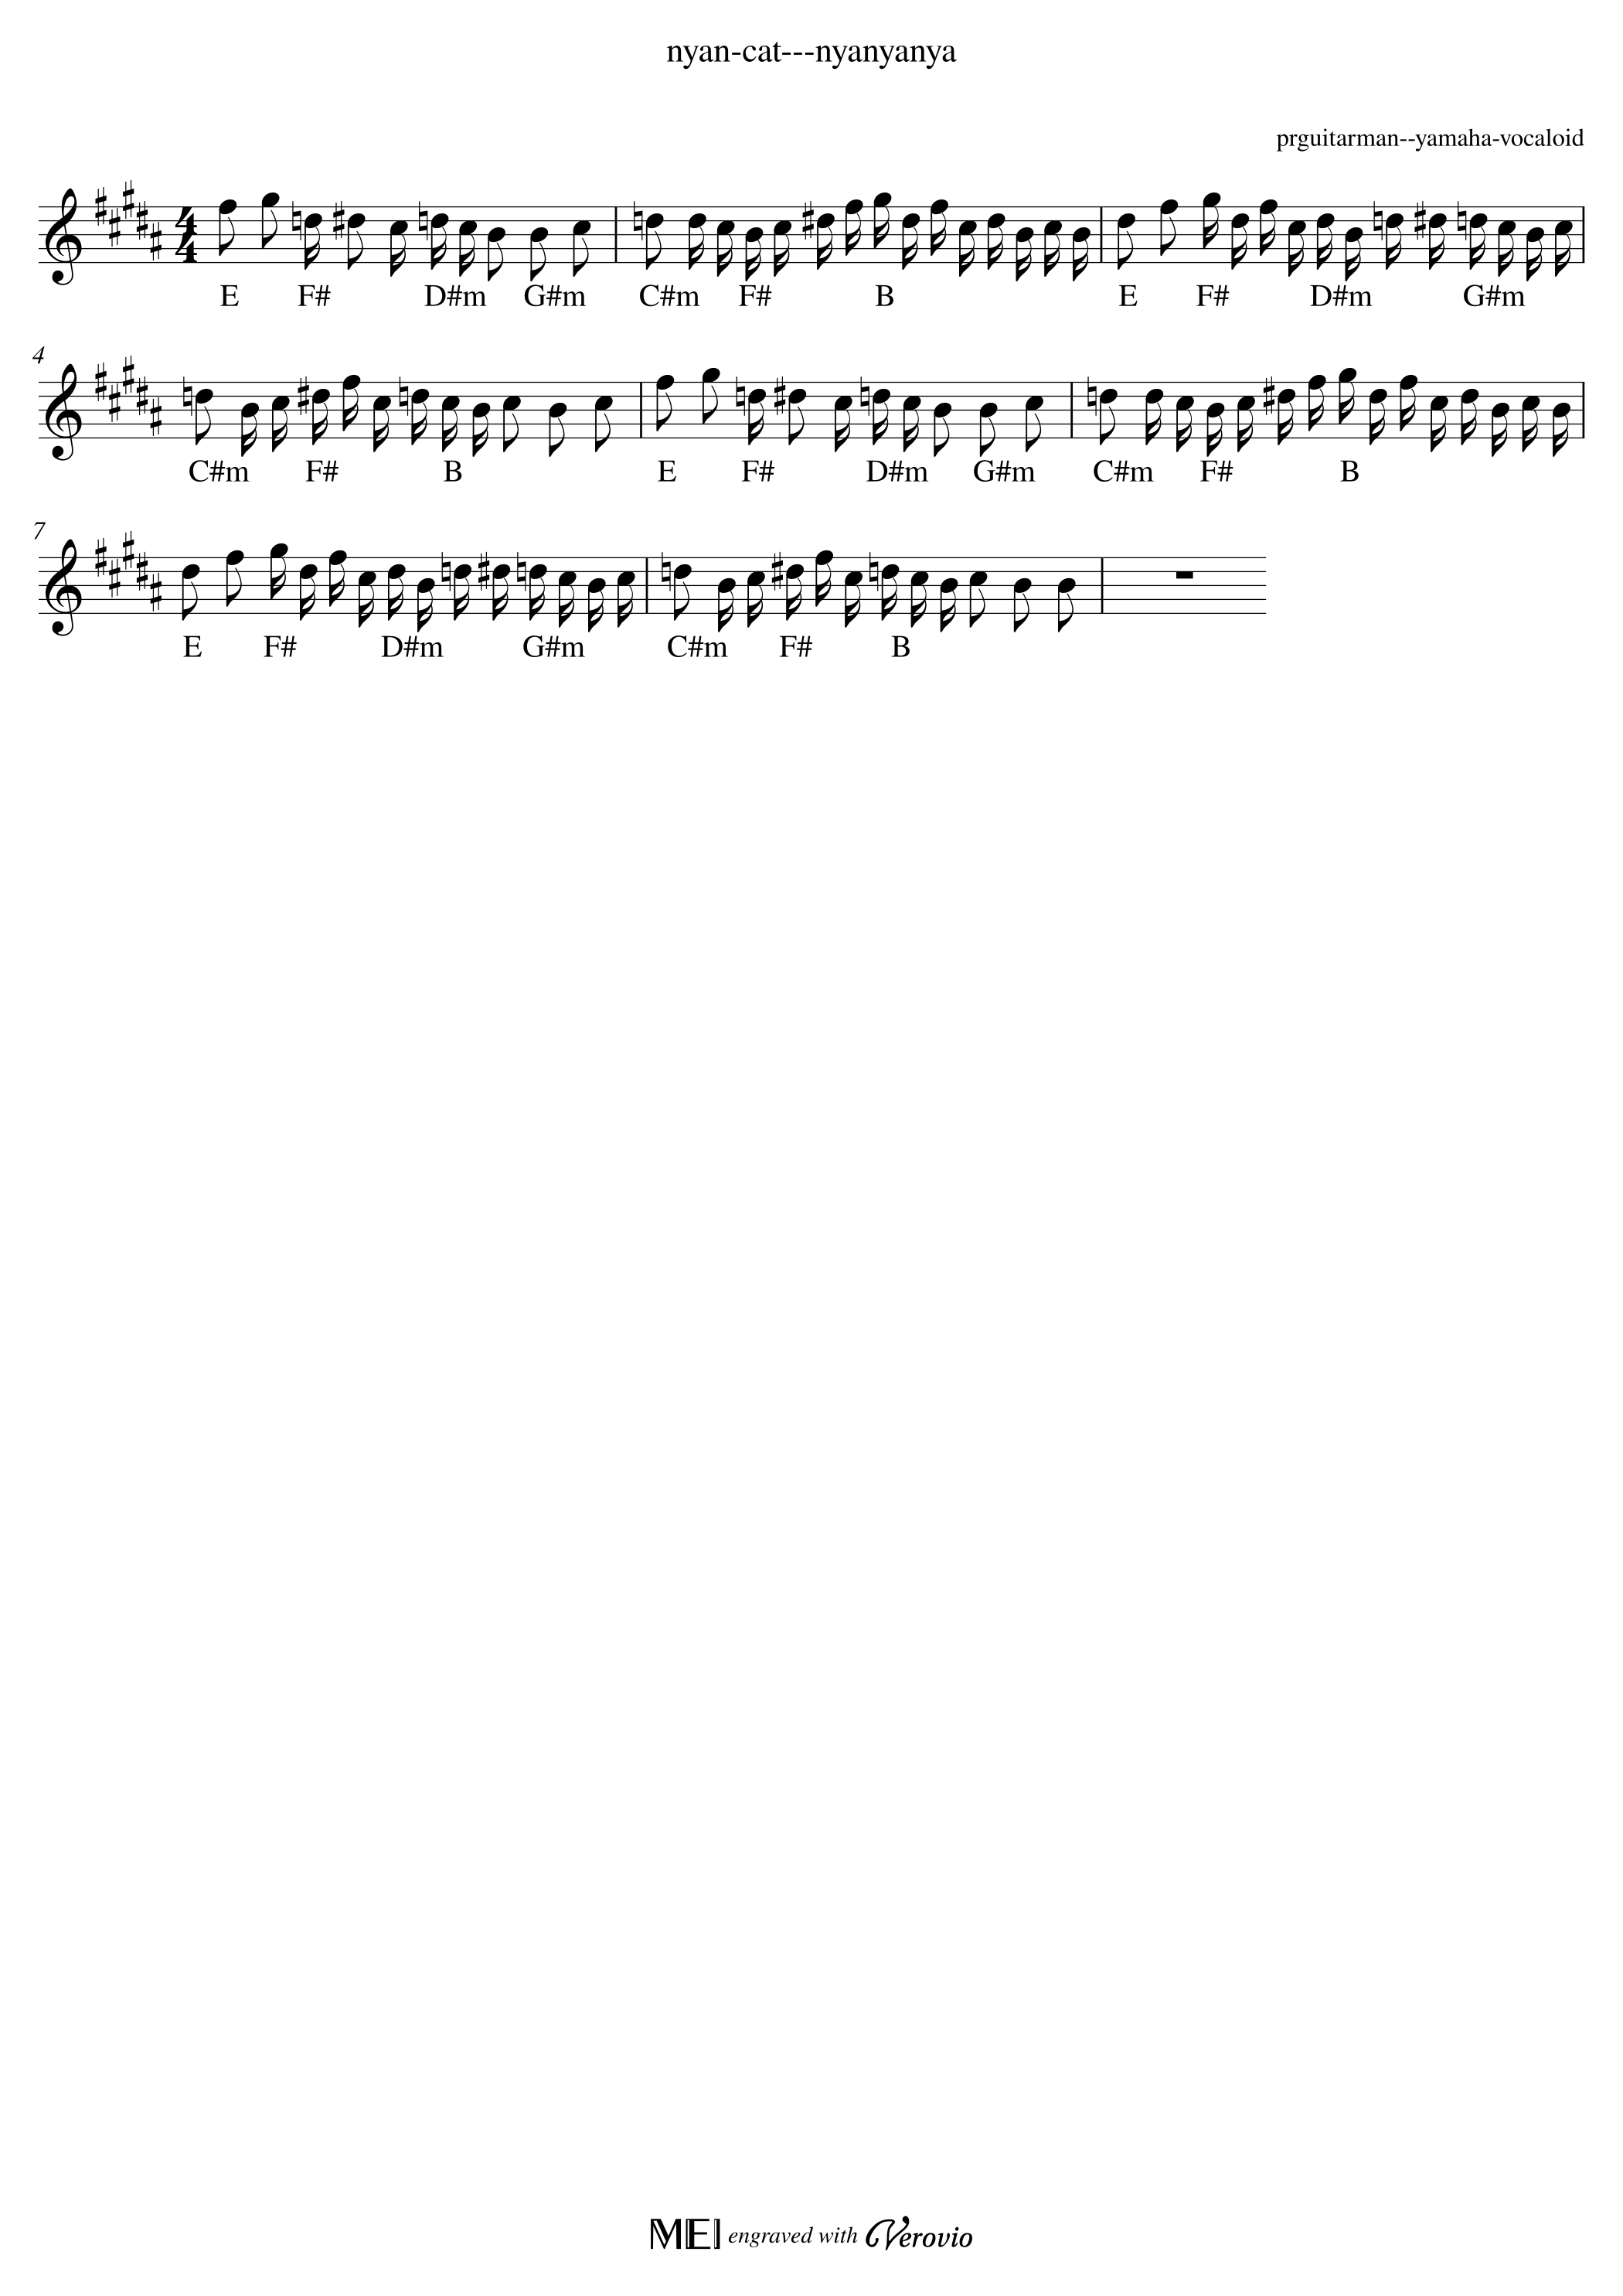 nyan-cat---nyanyanya
prguitarman--yamaha-vocaloid
E F# D#m G#m C#m F# B E F# D#m G#m
4
C#m F# B E F# D#m G#m C#m F# B
7
E F# D#m G#m C#m F# B
MEI engraved with Verovio